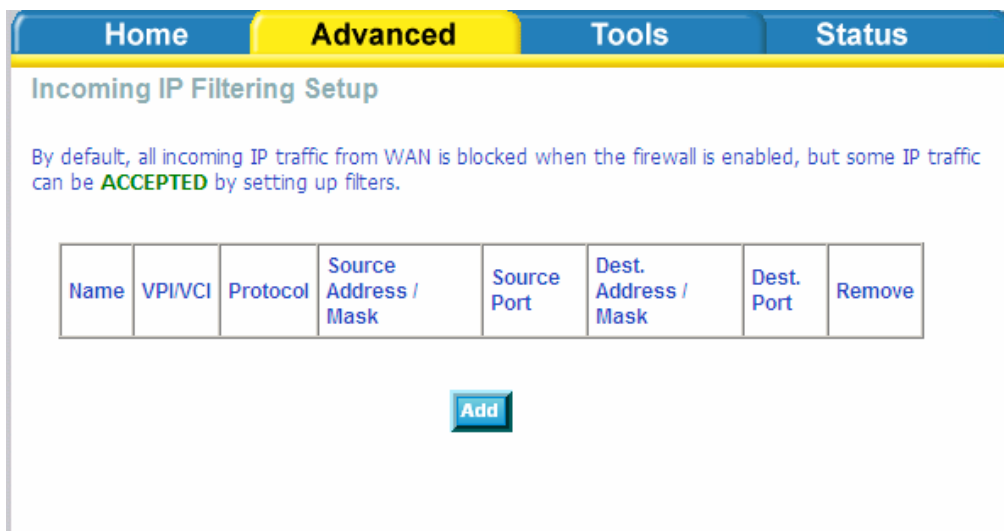 Home Advanced Tools Status
Incoming IP Filtering Setup
By default, all incoming IP traffic from WAN is blocked when the firewall is enabled, but some IP traffic
can be ACCEPTED by setting up filters.
Name VPI/VCI Protocol Source Address / Mask Source Port Dest. Address / Mask Dest. Port Remove
Add